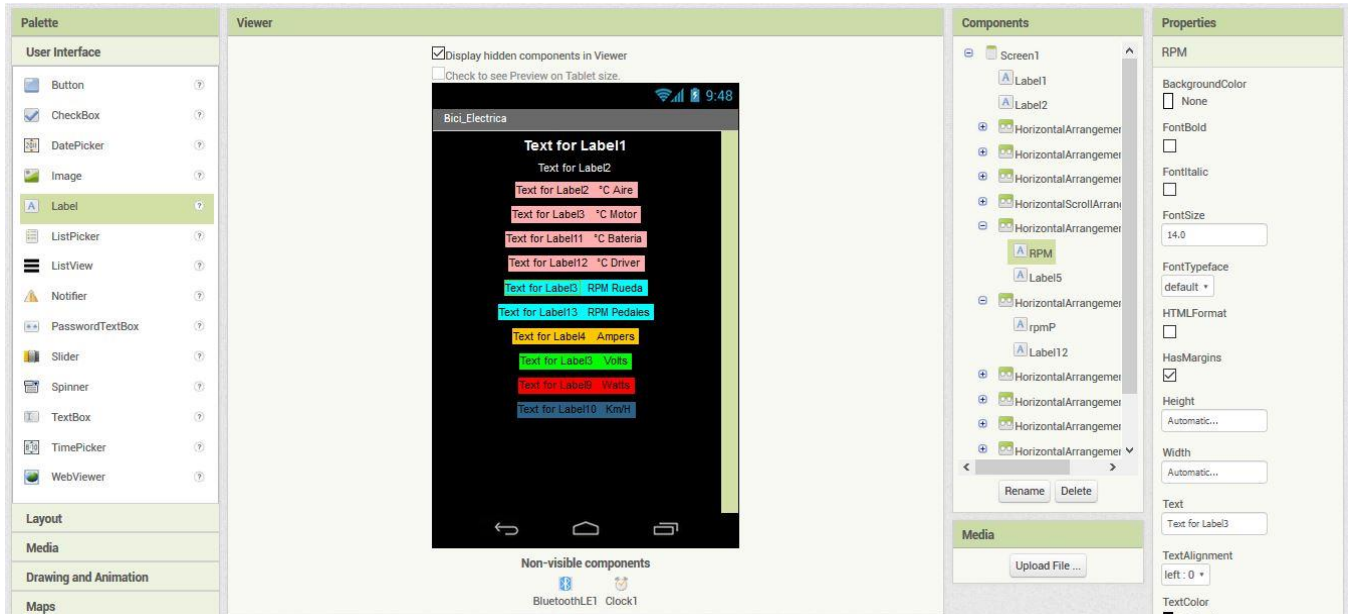 Palette
User Interface
Button
CheckBox
DatePicker
Image
Label
ListPicker
ListView
Notifier
PasswordTextBox
Slider
Spinner
TextBox
TimePicker
WebViewer
Layout
Media
Drawing and Animation
Maps
Viewer
Display hidden components in Viewer
Check to see Preview on Tablet size.
9:48
Bici_Electrica
Text for Label1
Text for Label2
Text for Label2 °C Aire
Text for Label3 °C Motor
Text for Label11 °C Bateria
Text for Label12 °C Driver
Text for Label3 RPM Rueda
Text for Label13 RPM Pedales
Text for Label4 Ampers
Text for Label3 Volts
Text for Label9 Watts
Text for Label10 Km/H
Non-visible components
BluetoothLE1 Clock1
Components
Screen1
Label1
Label2
HorizontalArrangemer
HorizontalArrangemer
HorizontalArrangemer
HorizontalScrollArrang
HorizontalArrangemer
RPM
Label5
HorizontalArrangemer
rpmP
Label12
HorizontalArrangemer
HorizontalArrangemer
HorizontalArrangemer
HorizontalArrangemer
Rename Delete
Media
Upload File ...
Properties
RPM
BackgroundColor
None
FontBold
FontItalic
FontSize
14.0
FontTypeface
default
HTMLFormat
HasMargins
Height
Automatic...
Width
Automatic...
Text
Text for Label3
TextAlignment
left : 0
TextColor